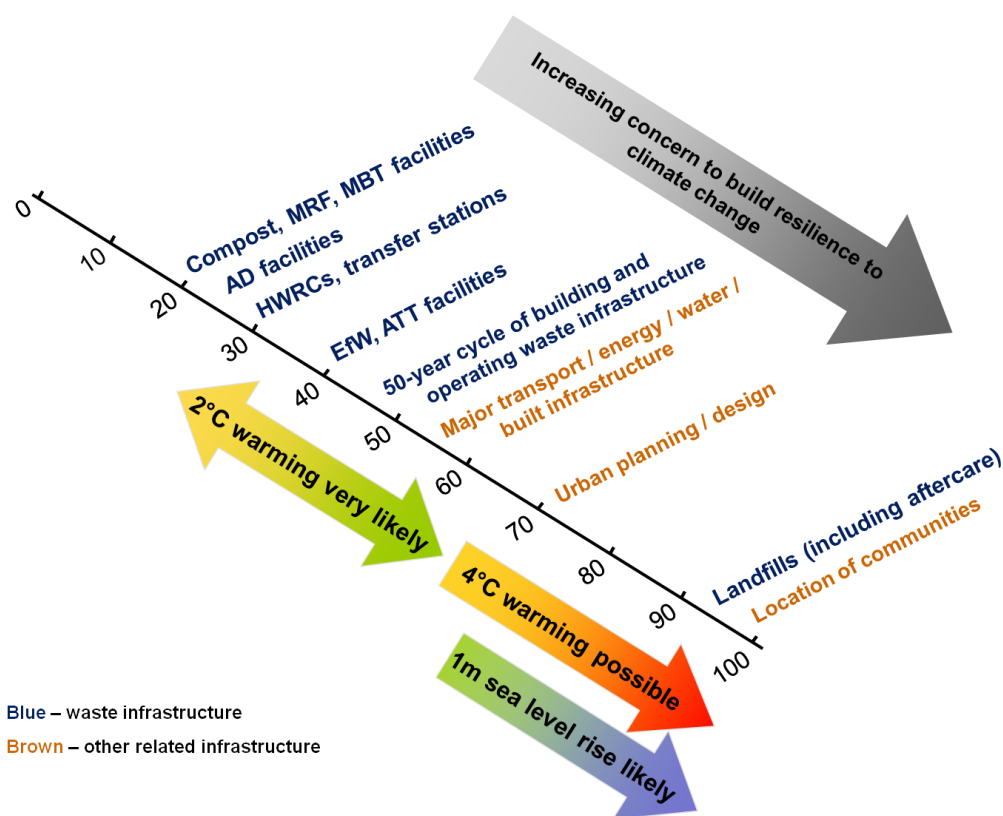 Increasing concern to build resilience to
climate change
Compost, MRF, MBT facilities
AD facilities
HWRCs, transfer stations
EfW, ATT facilities
50-year cycle of building and
operating waste infrastructure
Major transport / energy / water /
built infrastructure
Urban planning / design
Landfills (including aftercare)
Location of communities
0
10
20
30
40
50
60
70
80
90
100
2°C warming very likely
4°C warming possible
1m sea level rise likely
Blue – waste infrastructure
Brown – other related infrastructure